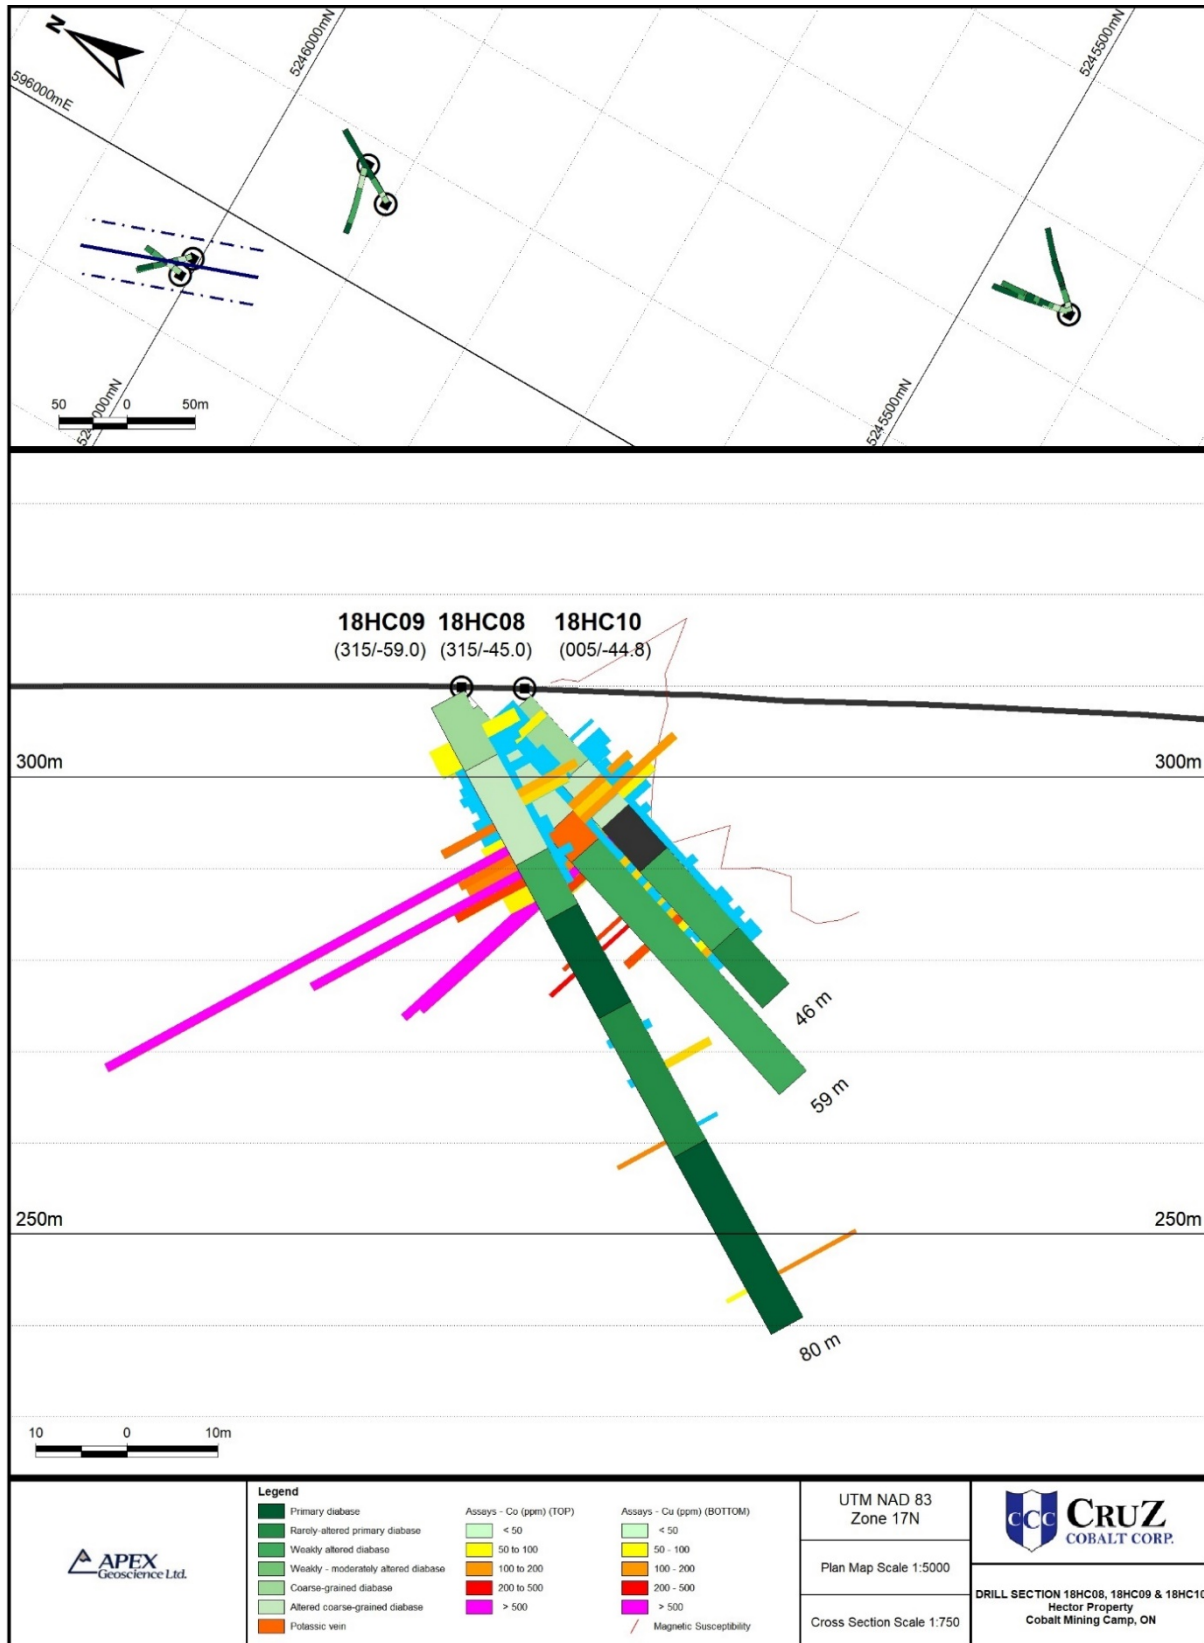 N
596000mE
5246000mN
5245500mN
5245500mN
50 0 50m
18HC09 18HC08 18HC10
(315/-59.0) (315/-45.0) (005/-44.8)
300m 300m
46 m
59 m
250m 250m
80 m
10 0 10m
APEX
Geoscience Ltd.
Legend
Primary diabase
Rarely-altered primary diabase
Weakly altered diabase
Weakly - moderately altered diabase
Coarse-grained diabase
Altered coarse-grained diabase
Potassic vein
Assays - Co (ppm) (TOP)
< 50
50 to 100
100 to 200
200 to 500
> 500
Assays - Cu (ppm) (BOTTOM)
< 50
50 - 100
100 - 200
200 - 500
> 500
Magnetic Susceptibility
UTM NAD 83
Zone 17N
Plan Map Scale 1:5000
Cross Section Scale 1:750
CCC
CRUZ
COBALT CORP.
DRILL SECTION 18HC08, 18HC09 & 18HC10
Hector Property
Cobalt Mining Camp, ON